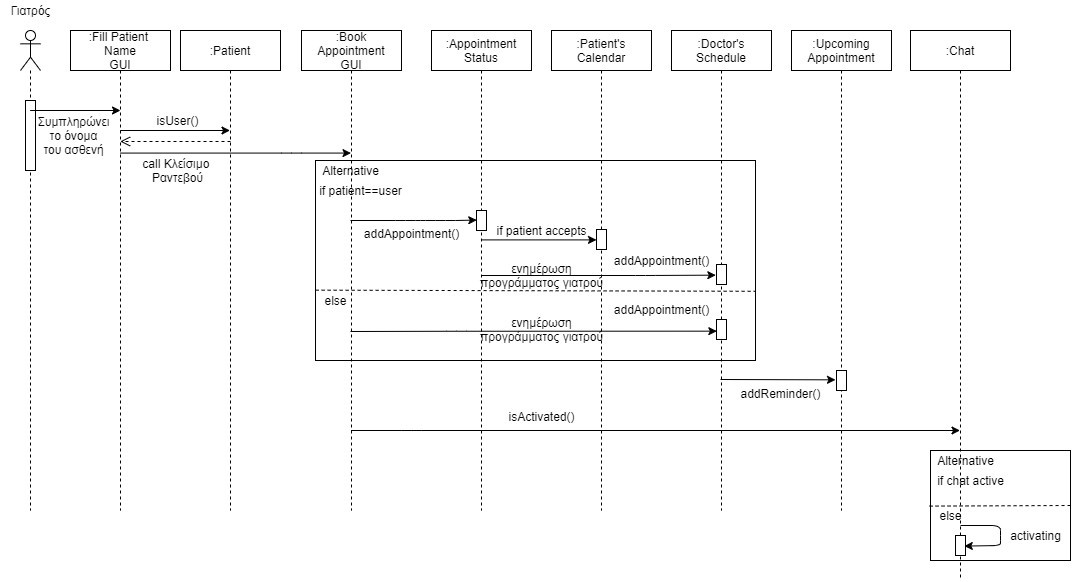 Γιατρός
:Fill Patient
Name
GUI
:Patient
:Book
Appointment
GUI
:Appointment
Status
:Patient's
Calendar
:Doctor's
Schedule
:Upcoming
Appointment
:Chat
Συμπληρώνει
το όνομα
του ασθενή
isUser()
call Κλείσιμο
Ραντεβού
Alternative
if patient==user
addAppointment()
if patient accepts
addAppointment()
ενημέρωση
προγράμματος γιατρού
else
addAppointment()
ενημέρωση
προγράμματος γιατρού
addReminder()
isActivated()
Alternative
if chat active
else
activating